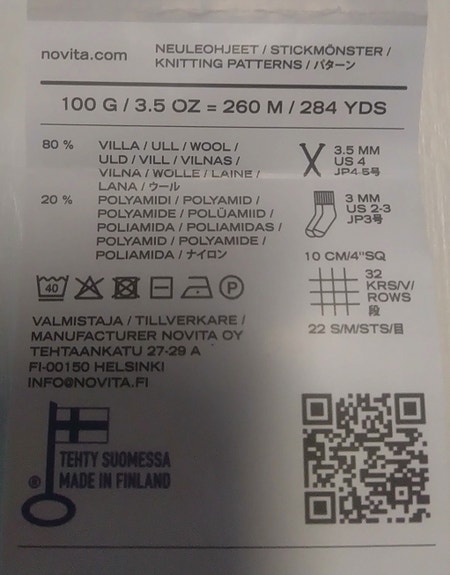 novita.com
NEULEOHJEET / STICKMÖNSTER /
KNITTING PATTERNS / パターン
100 G / 3.5 OZ = 260 M / 284 YDS
80 % VILLA / ULL / WOOL /
ULD / VILL / VILNAS /
VILNA / WOLLE / LAINE /
LANA / ウール
20 % POLYAMIDI / POLYAMID /
POLYAMIDE / POLÜAMIID /
POLIAMIDA / POLIAMIDAS /
POLYAMID / POLYAMIDE /
POLIAMIDA / ナイロン
3.5 MM
US 4
JP4-5号
3 MM
US 2-3
JP3号
10 CM/4"SQ
32
KRS/V/
ROWS
段
22 S/M/STS/目
40
P
VALMISTAJA / TILLVERKARE /
MANUFACTURER NOVITA OY
TEHTAANKATU 27-29 A
FI-00150 HELSINKI
INFO@NOVITA.FI
®
TEHTY SUOMESSA
MADE IN FINLAND